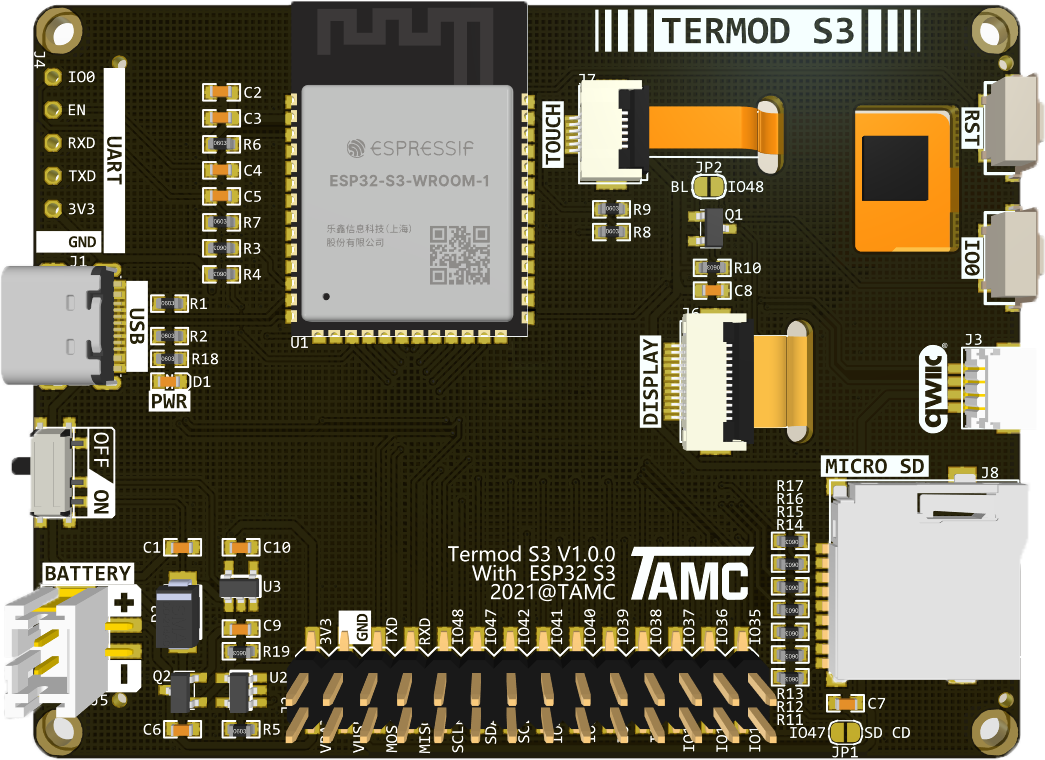 TERMOD S3
J4
IO0
EN
RXD
TXD
3V3
GND
UART
C2
C3
R6
C4
C5
R7
R3
R4
ESPRESSIF
ESP32-S3-WROOM-1
乐鑫信息科技(上海)
股份有限公司
U1
J7
TOUCH
R9
R8
JP2
BL
IO48
Q1
R10
C8
RST
IO0
J1
USB
R1
R2
R18
D1
PWR
J6
DISPLAY
qwiic
J3
OFF
ON
MICRO SD
J8
R17
R16
R15
R14
C1
C10
BATTERY
+
-
U3
C9
R19
Q2
U2
C6
R5
J5
Termod S3 V1.0.0
With ESP32 S3
2021@TAMC
TAMC
3V3
GND
TXD
RXD
IO48
IO47
IO42
IO41
IO40
IO39
IO38
IO37
IO36
IO35
R13
R12
R11
C7
IO47
SD CD
JP1